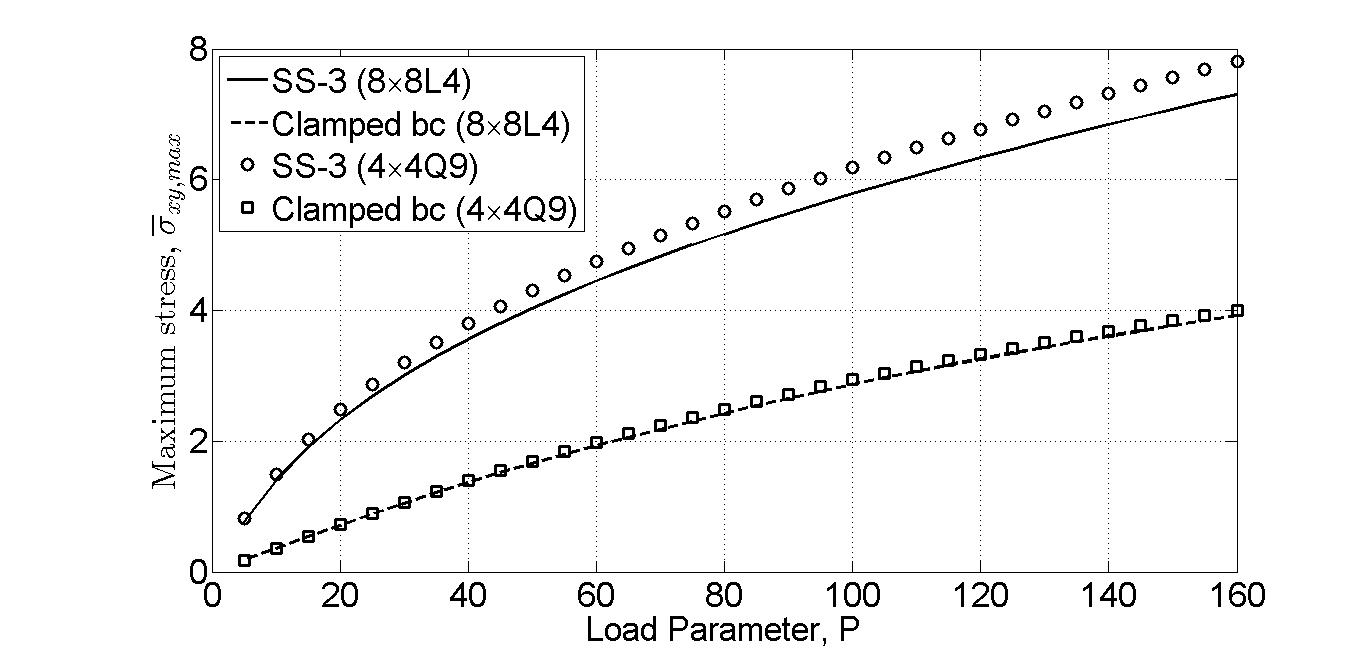 SS-3 (8×8L4)
Clamped bc (8×8L4)
SS-3 (4×4Q9)
Clamped bc (4×4Q9)
Maximum stress, σ̅xy,max
8
6
4
2
0
0 20 40 60 80 100 120 140 160
Load Parameter, P